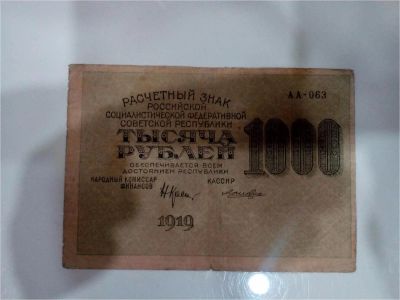 РАСЧЕТНЫЙ ЗНАК
РОССИЙСКОЙ
СОЦИАЛИСТИЧЕСКОЙ ФЕДЕРАТИВНОЙ
СОВЕТСКОЙ РЕСПУБЛИКИ
АА-063
ТЫСЯЧА
РУБЛЕЙ
1000
ОБЕСПЕЧИВАЕТСЯ ВСЕМ
ДОСТОЯНИЕМ РЕСПУБЛИКИ
НАРОДНЫЙ КОМИССАР
ФИНАНСОВ
КАССИР
1919